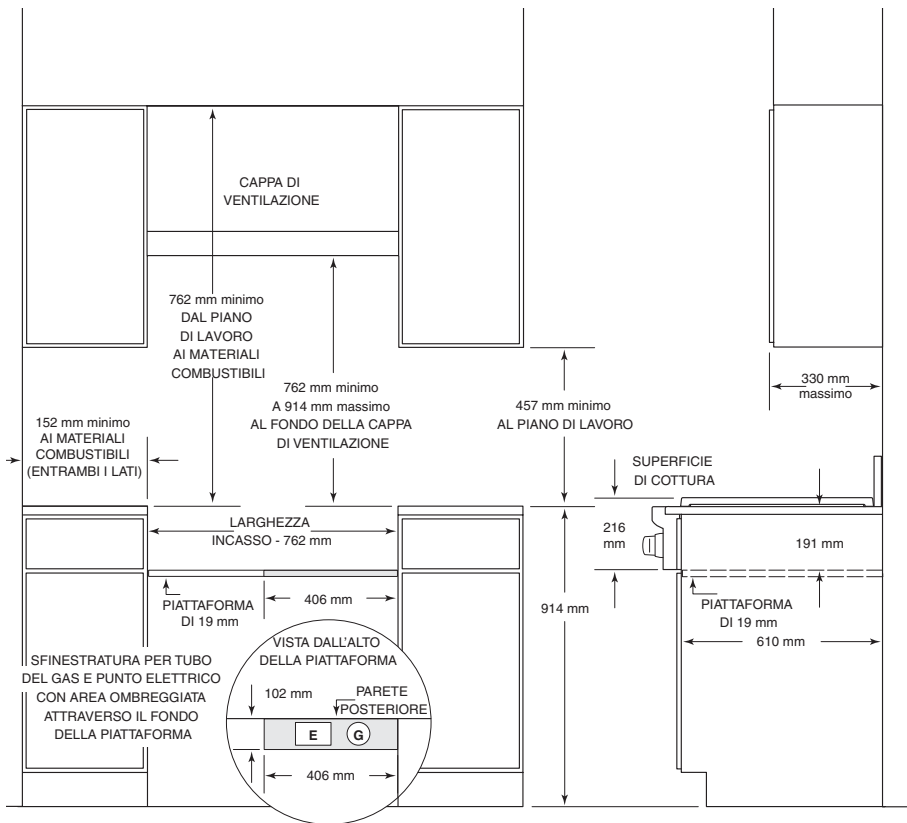 CAPPA DI
VENTILAZIONE
762 mm minimo
DAL PIANO
DI LAVORO
AI MATERIALI
COMBUSTIBILI
762 mm minimo
A 914 mm massimo
AL FONDO DELLA CAPPA
DI VENTILAZIONE
152 mm minimo
AI MATERIALI
COMBUSTIBILI
(ENTRAMBI I LATI)
457 mm minimo
AL PIANO DI LAVORO
330 mm
massimo
SUPERFICIE
DI COTTURA
LARGHEZZA
INCASSO - 762 mm
216
mm
191 mm
PIATTAFORMA
DI 19 mm
406 mm
914 mm
PIATTAFORMA
DI 19 mm
610 mm
SFINESTRATURA PER TUBO
DEL GAS E PUNTO ELETTRICO
CON AREA OMBREGGIATA
ATTRAVERSO IL FONDO
DELLA PIATTAFORMA
VISTA DALL'ALTO
DELLA PIATTAFORMA
102 mm
PARETE
POSTERIORE
E
G
406 mm